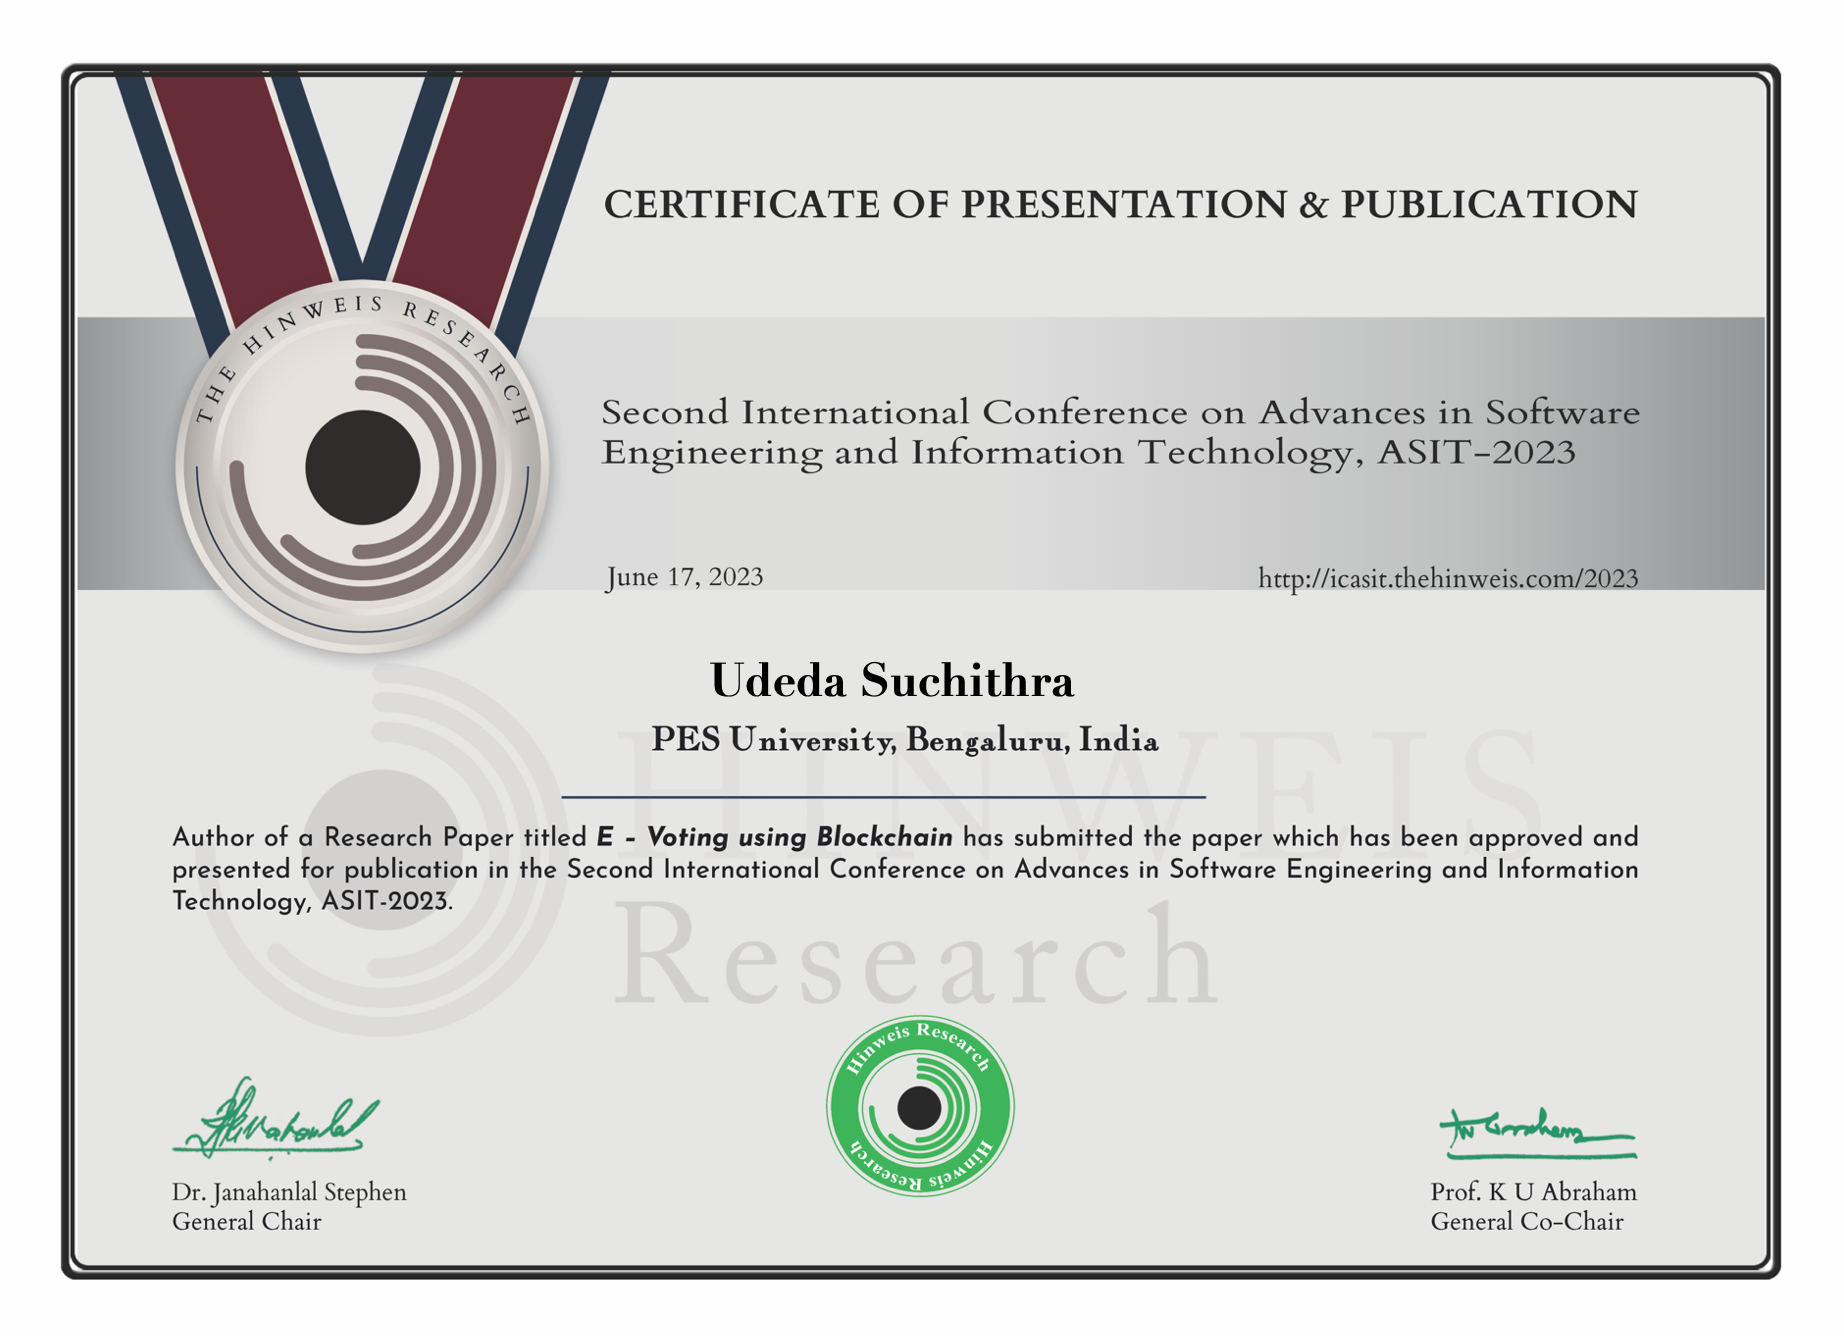 CERTIFICATE OF PRESENTATION & PUBLICATION
THE HINWEIS RESEARCH
Second International Conference on Advances in Software
Engineering and Information Technology, ASIT-2023
June 17, 2023
http://icasit.thehinweis.com/2023
Udeda Suchithra
PES University, Bengaluru, India
HINWEIS
Author of a Research Paper titled E - Voting using Blockchain has submitted the paper which has been approved and
presented for publication in the Second International Conference on Advances in Software Engineering and Information
Technology, ASIT-2023.
Research
Hinweis Research
Hinweis Research
Dr. Janahanlal Stephen
General Chair
Prof. K U Abraham
General Co-Chair